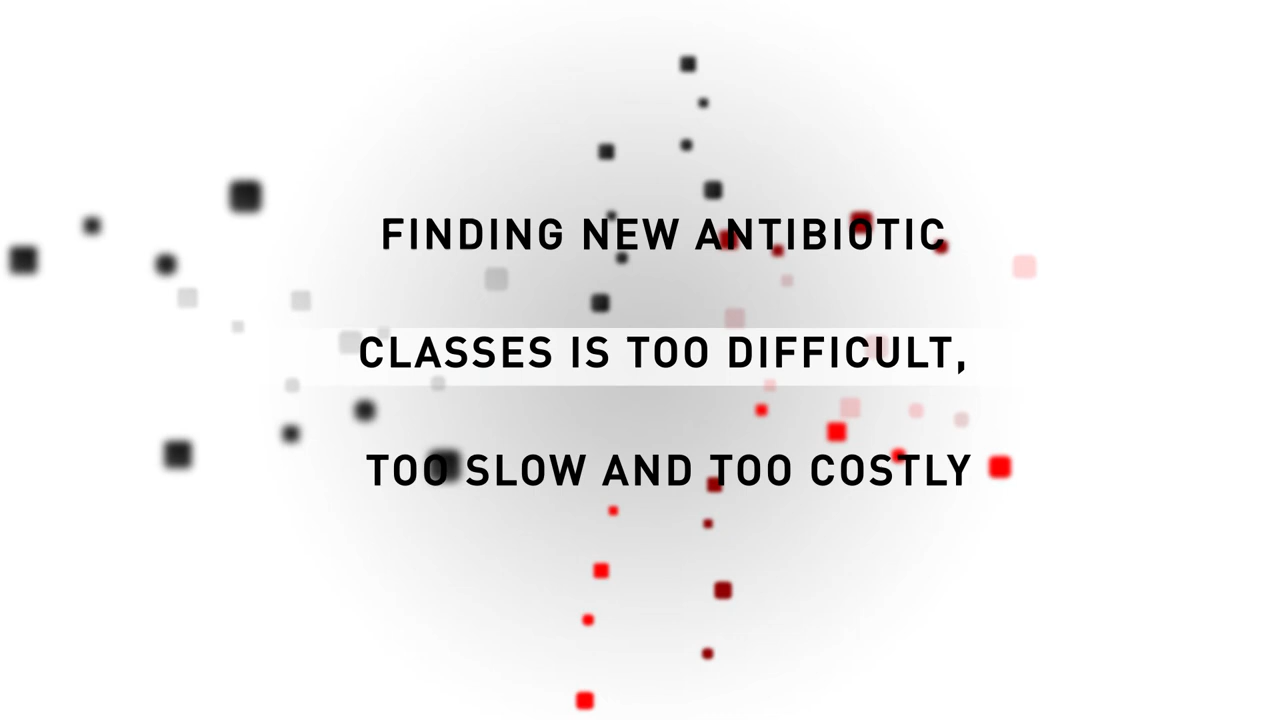 FINDING NEW ANTIBIOTIC
CLASSES IS TOO DIFFICULT,
TOO SLOW AND TOO COSTLY